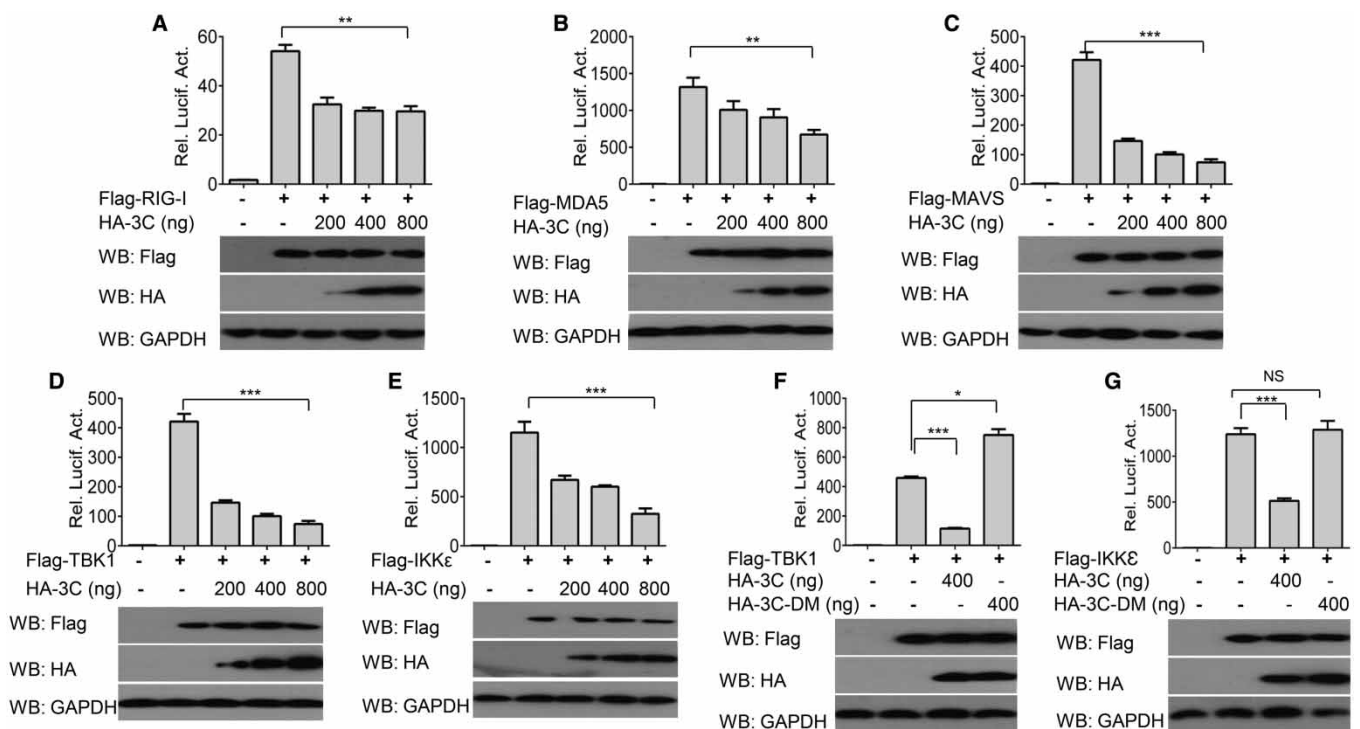 A
**
Rel. Lucif. Act.
60
40
20
0
Flag-RIG-I - + + + +
HA-3C (ng) - - 200 400 800
WB: Flag
WB: HA
WB: GAPDH
B
**
Rel. Lucif. Act.
2000
1500
1000
500
0
Flag-MDA5 - + + + +
HA-3C (ng) - - 200 400 800
WB: Flag
WB: HA
WB: GAPDH
C
***
Rel. Lucif. Act.
500
400
300
200
100
0
Flag-MAVS - + + + +
HA-3C (ng) - - 200 400 800
WB: Flag
WB: HA
WB: GAPDH
D
***
Rel. Lucif. Act.
500
400
300
200
100
0
Flag-TBK1 - + + + +
HA-3C (ng) - - 200 400 800
WB: Flag
WB: HA
WB: GAPDH
E
***
Rel. Lucif. Act.
1500
1000
500
0
Flag-IKKε - + + + +
HA-3C (ng) - - 200 400 800
WB: Flag
WB: HA
WB: GAPDH
F
*
***
Rel. Lucif. Act.
1000
800
600
400
200
0
Flag-TBK1 - + + +
HA-3C (ng) - - 400 -
HA-3C-DM (ng) - - - 400
WB: Flag
WB: HA
WB: GAPDH
G
NS
***
Rel. Lucif. Act.
1500
1000
500
0
Flag-IKKε - + + +
HA-3C (ng) - - 400 -
HA-3C-DM (ng) - - - 400
WB: Flag
WB: HA
WB: GAPDH